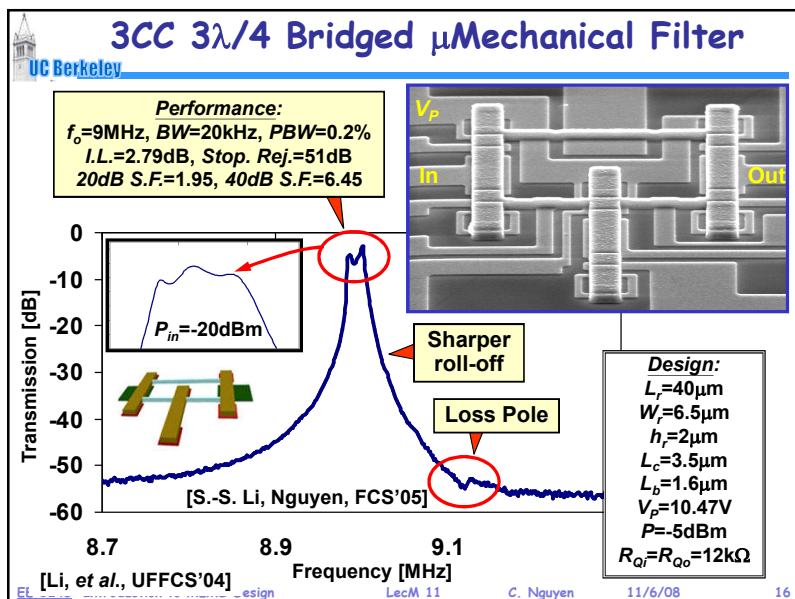 3CC 3λ/4 Bridged μMechanical Filter
UC Berkeley
Performance:
fo=9MHz, BW=20kHz, PBW=0.2%
I.L.=2.79dB, Stop. Rej.=51dB
20dB S.F.=1.95, 40dB S.F.=6.45
VP
In
Out
0
-10
-20
-30
-40
-50
-60
Transmission [dB]
Pin=-20dBm
Sharper
roll-off
Loss Pole
[S.-S. Li, Nguyen, FCS'05]
Design:
Lr=40μm
Wr=6.5μm
hr=2μm
Lc=3.5μm
Lb=1.6μm
VP=10.47V
P=-5dBm
RQi=RQo=12kΩ
8.7
8.9
9.1
Frequency [MHz]
[Li, et al., UFFCS'04]
LecM 11
C. Nguyen
11/6/08
16